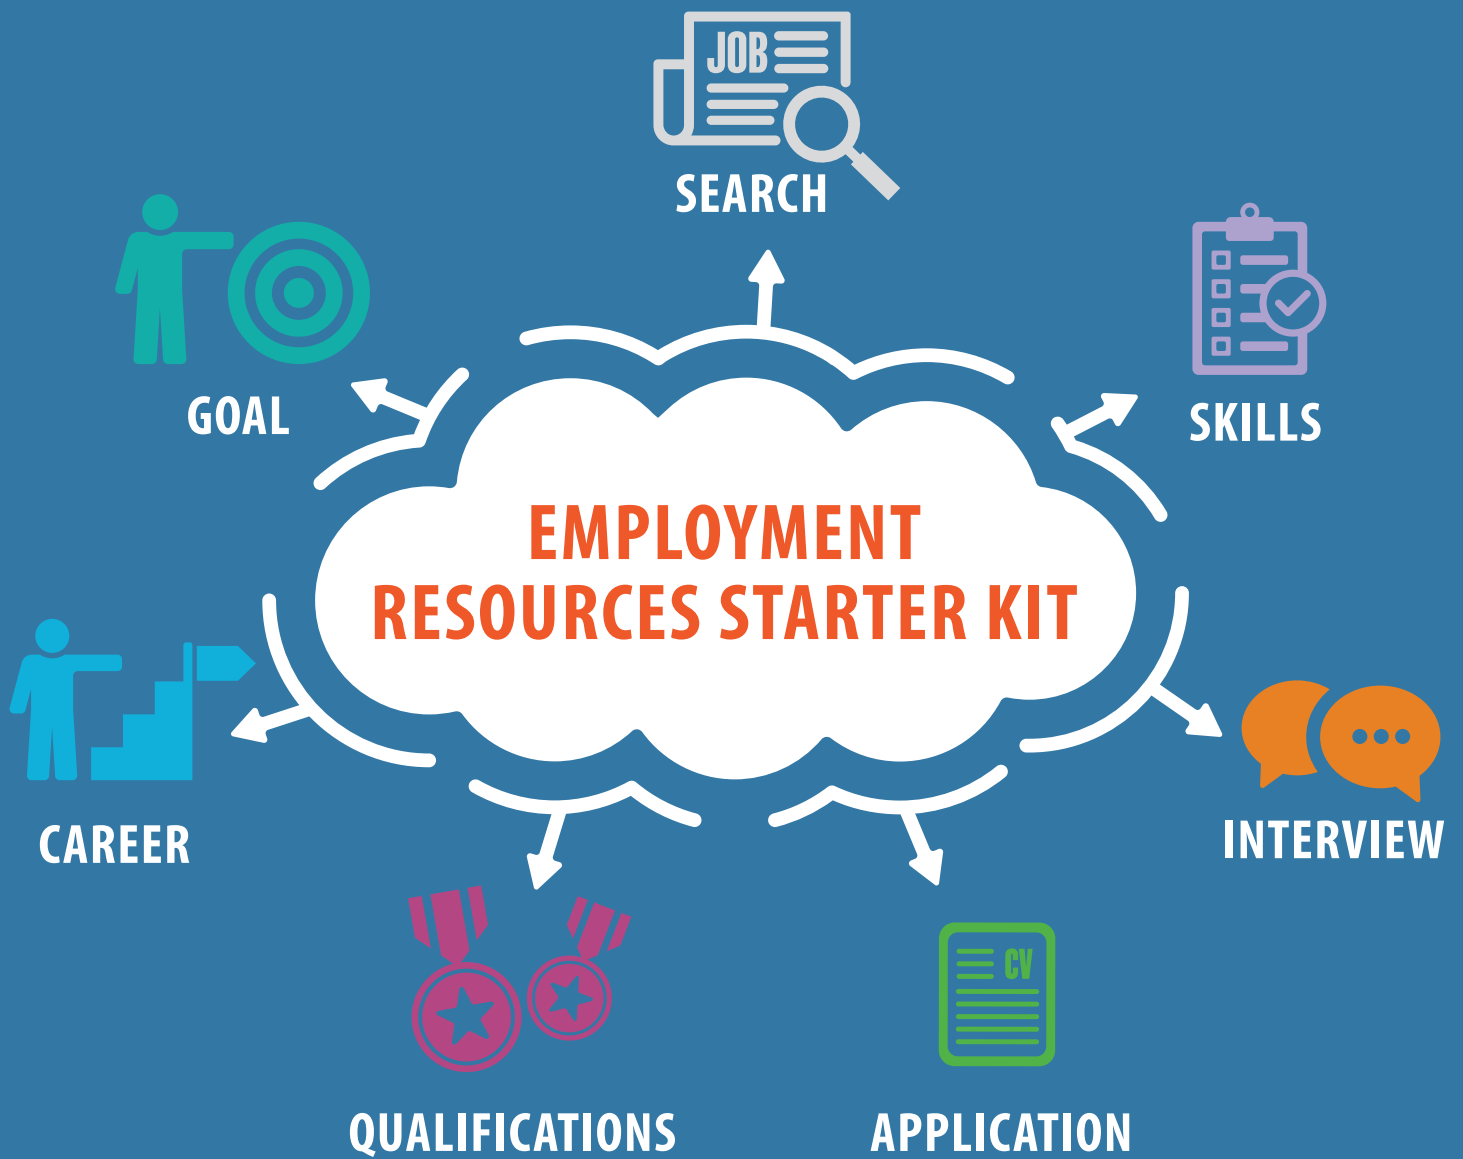 JOB
SEARCH
GOAL
SKILLS
EMPLOYMENT
RESOURCES STARTER KIT
CAREER
INTERVIEW
CV
QUALIFICATIONS
APPLICATION